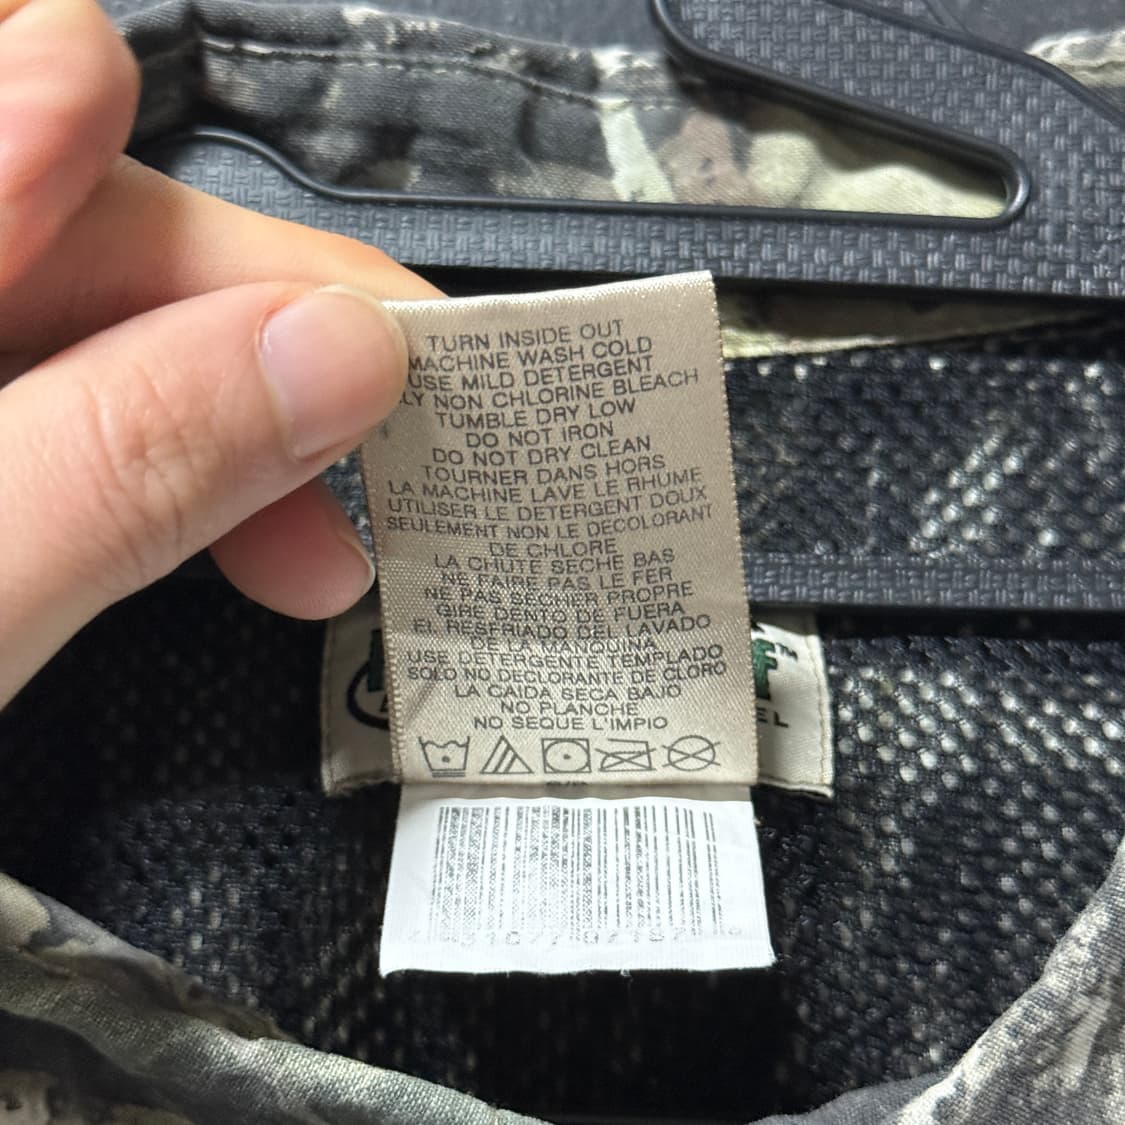 TURN INSIDE OUT
MACHINE WASH COLD
USE MILD DETERGENT
LY NON CHLORINE BLEACH
TUMBLE DRY LOW
DO NOT IRON
DO NOT DRY CLEAN
TOURNER DANS HORS
LA MACHINE LAVE LE RHUME
UTILISER LE DETERGENT DOUX
SEULEMENT NON LE DECOLORANT
DE CHLORE
LA CHUTE SECHE BAS
NE FAIRE PAS LE FER
NE PAS SECHER PROPRE
GIRE DENTO DE FUERA
EL RESFRIADO DEL LAVADO
DE LA MANQUINA
USE DETERGENTE TEMPLADO
SOLO NO DECLORANTE DE CLORO
LA CAIDA SECA BAJO
NO PLANCHE
NO SEQUE L'IMPIO